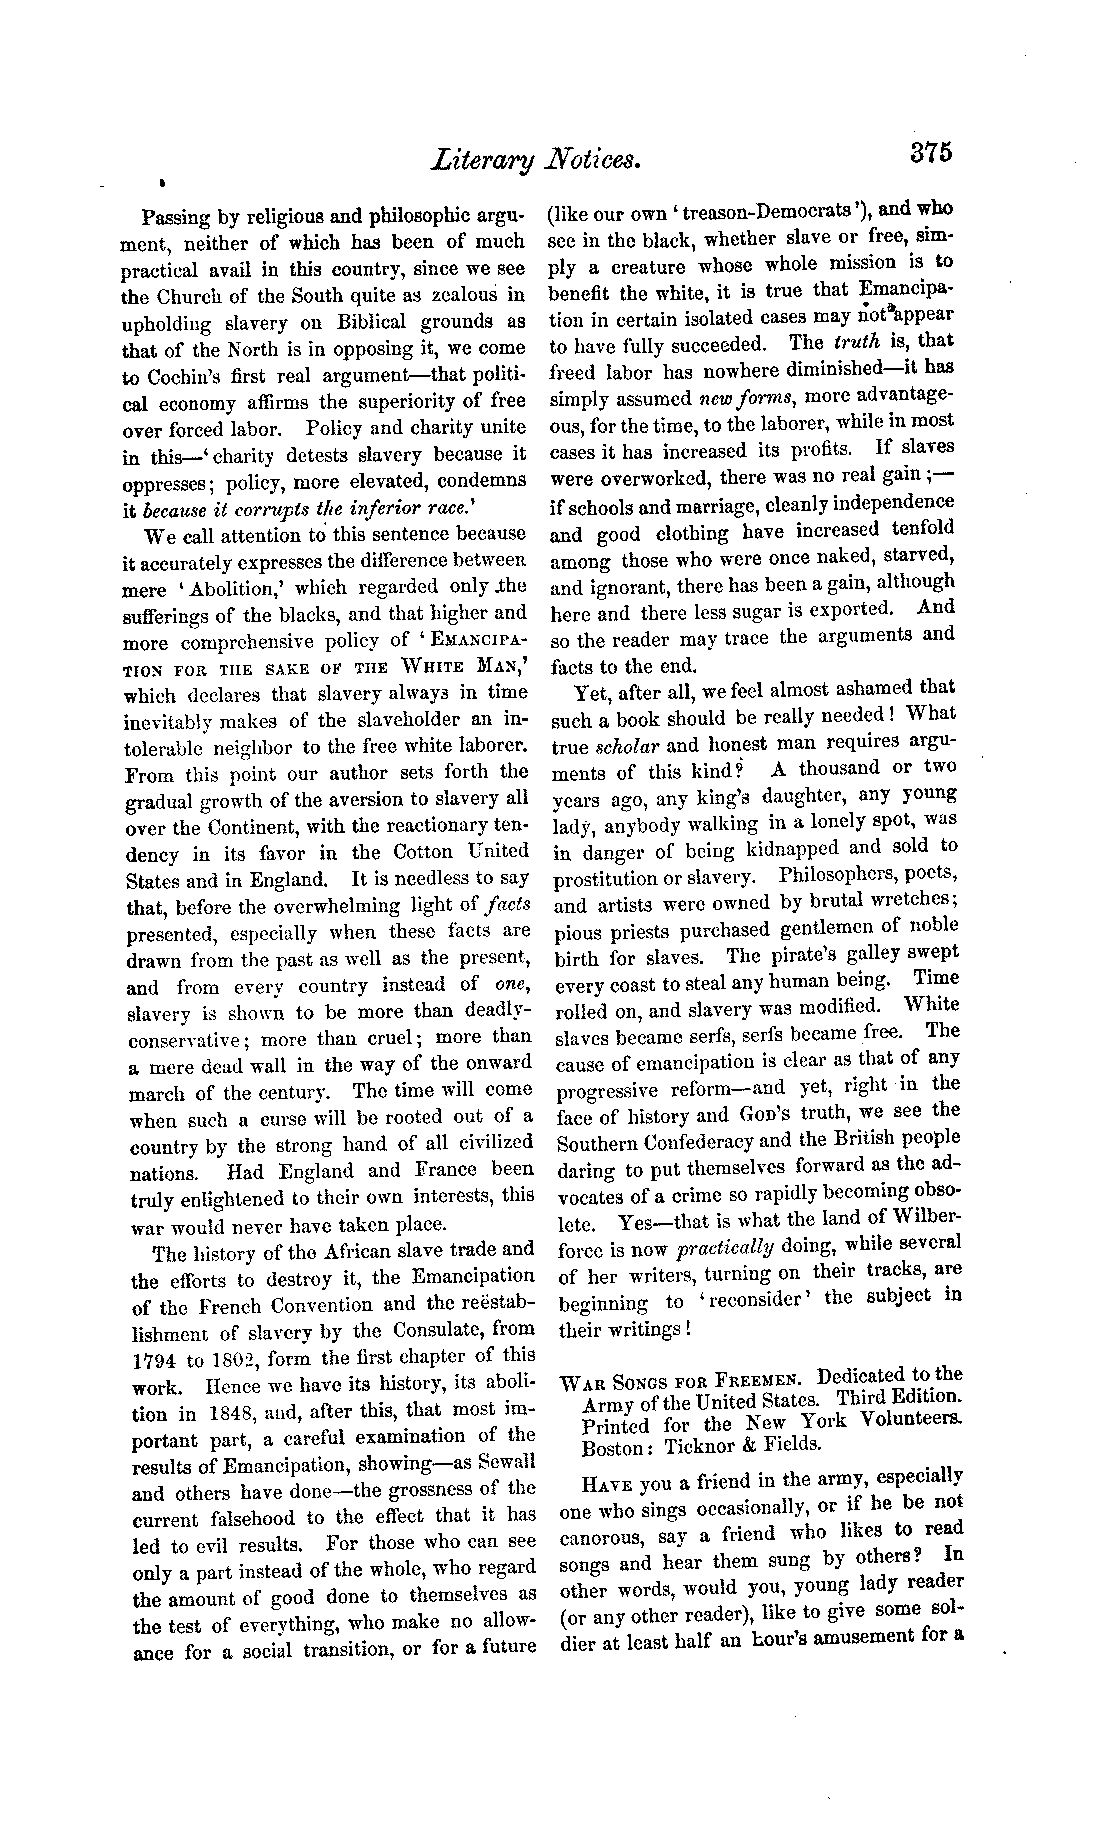 Literary Notices.
375
Passing by religious and philosophic argu-
ment, neither of which has been of much
practical avail in this country, since we see
the Church of the South quite as zealous in
upholding slavery on Biblical grounds as
that of the North is in opposing it, we come
to Cochin's first real argument—that politi-
cal economy affirms the superiority of free
over forced labor. Policy and charity unite
in this—'charity detests slavery because it
oppresses; policy, more elevated, condemns
it because it corrupts the inferior race.'
We call attention to this sentence because
it accurately expresses the difference between
mere 'Abolition,' which regarded only the
sufferings of the blacks, and that higher and
more comprehensive policy of 'EMANCIPA-
TION FOR THE SAKE OF THE WHITE MAN,'
which declares that slavery always in time
inevitably makes of the slaveholder an in-
tolerable neighbor to the free white laborer.
From this point our author sets forth the
gradual growth of the aversion to slavery all
over the Continent, with the reactionary ten-
dency in its favor in the Cotton United
States and in England. It is needless to say
that, before the overwhelming light of facts
presented, especially when these facts are
drawn from the past as well as the present,
and from every country instead of one,
slavery is shown to be more than deadly-
conservative; more than cruel; more than
a mere dead wall in the way of the onward
march of the century. The time will come
when such a curse will be rooted out of a
country by the strong hand of all civilized
nations. Had England and France been
truly enlightened to their own interests, this
war would never have taken place.
The history of the African slave trade and
the efforts to destroy it, the Emancipation
of the French Convention and the reëstab-
lishment of slavery by the Consulate, from
1794 to 1802, form the first chapter of this
work. Hence we have its history, its aboli-
tion in 1848, and, after this, that most im-
portant part, a careful examination of the
results of Emancipation, showing—as Sewall
and others have done—the grossness of the
current falsehood to the effect that it has
led to evil results. For those who can see
only a part instead of the whole, who regard
the amount of good done to themselves as
the test of everything, who make no allow-
ance for a social transition, or for a future
(like our own 'treason-Democrats'), and who
see in the black, whether slave or free, sim-
ply a creature whose whole mission is to
benefit the white, it is true that Emancipa-
tion in certain isolated cases may not appear
to have fully succeeded. The truth is, that
freed labor has nowhere diminished—it has
simply assumed new forms, more advantage-
ous, for the time, to the laborer, while in most
cases it has increased its profits. If slaves
were overworked, there was no real gain;—
if schools and marriage, cleanly independence
and good clothing have increased tenfold
among those who were once naked, starved,
and ignorant, there has been a gain, although
here and there less sugar is exported. And
so the reader may trace the arguments and
facts to the end.
Yet, after all, we feel almost ashamed that
such a book should be really needed! What
true scholar and honest man requires argu-
ments of this kind? A thousand or two
years ago, any king's daughter, any young
lady, anybody walking in a lonely spot, was
in danger of being kidnapped and sold to
prostitution or slavery. Philosophers, poets,
and artists were owned by brutal wretches;
pious priests purchased gentlemen of noble
birth for slaves. The pirate's galley swept
every coast to steal any human being. Time
rolled on, and slavery was modified. White
slaves became serfs, serfs became free. The
cause of emancipation is clear as that of any
progressive reform—and yet, right in the
face of history and GOD's truth, we see the
Southern Confederacy and the British people
daring to put themselves forward as the ad-
vocates of a crime so rapidly becoming obso-
lete. Yes—that is what the land of Wilber-
force is now practically doing, while several
of her writers, turning on their tracks, are
beginning to 'reconsider' the subject in
their writings!
WAR SONGS FOR FREEMEN. Dedicated to the
Army of the United States. Third Edition.
Printed for the New York Volunteers.
Boston: Ticknor & Fields.
HAVE you a friend in the army, especially
one who sings occasionally, or if he be not
canorous, say a friend who likes to read
songs and hear them sung by others? In
other words, would you, young lady reader
(or any other reader), like to give some sol-
dier at least half an hour's amusement for a